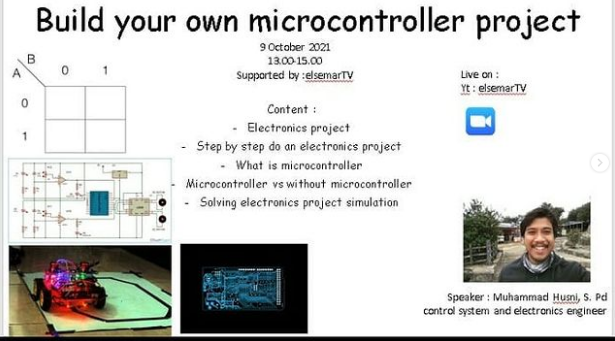 Build your own microcontroller project
9 October 2021
13.00-15.00
Supported by :elsemarTV
Live on :
Yt : elsemarTV
B
A
0 1
0
1
Content :
- Electronics project
- Step by step do an electronics project
- What is microcontroller
- Microcontroller vs without microcontroller
- Solving electronics project simulation
Speaker : Muhammad Husni, S. Pd
control system and electronics engineer